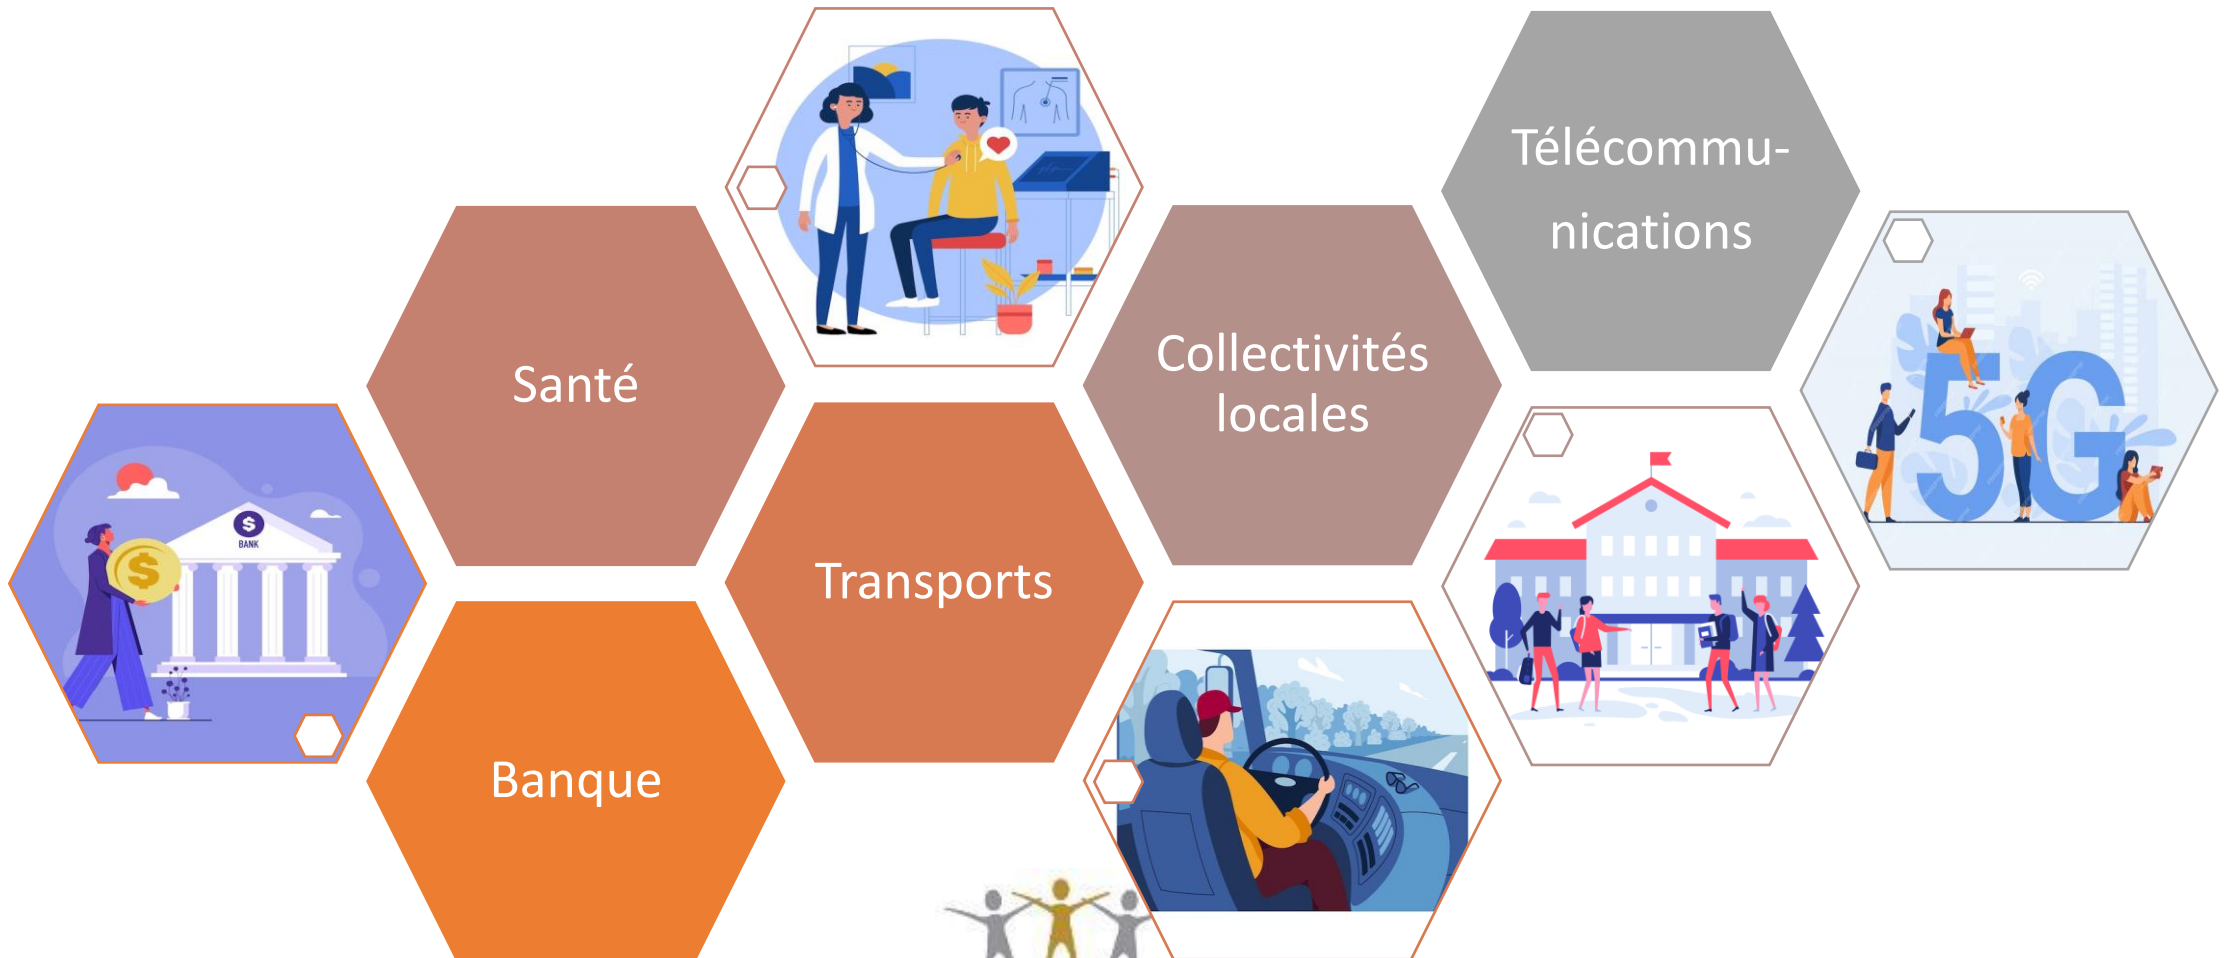 Télécommu-
nications
Collectivités
locales
Santé
5G
$
BANK
$
Transports
Banque